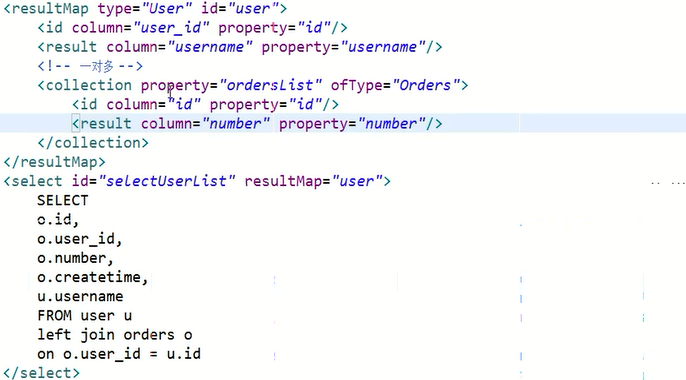 <resultMap type="User" id="user">
<id column="user_id" property="id"/>
<result column="username" property="username"/>
<!-- 一对多 -->
<collection property="ordersList" ofType="Orders">
<id column="id" property="id"/>
<result column="number" property="number"/>
</collection>
</resultMap>
<select id="selectUserList" resultMap="user">
SELECT
o.id,
o.user_id,
o.number,
o.createtime,
u.username
FROM user u
left join orders o
on o.user_id = u.id
</select>